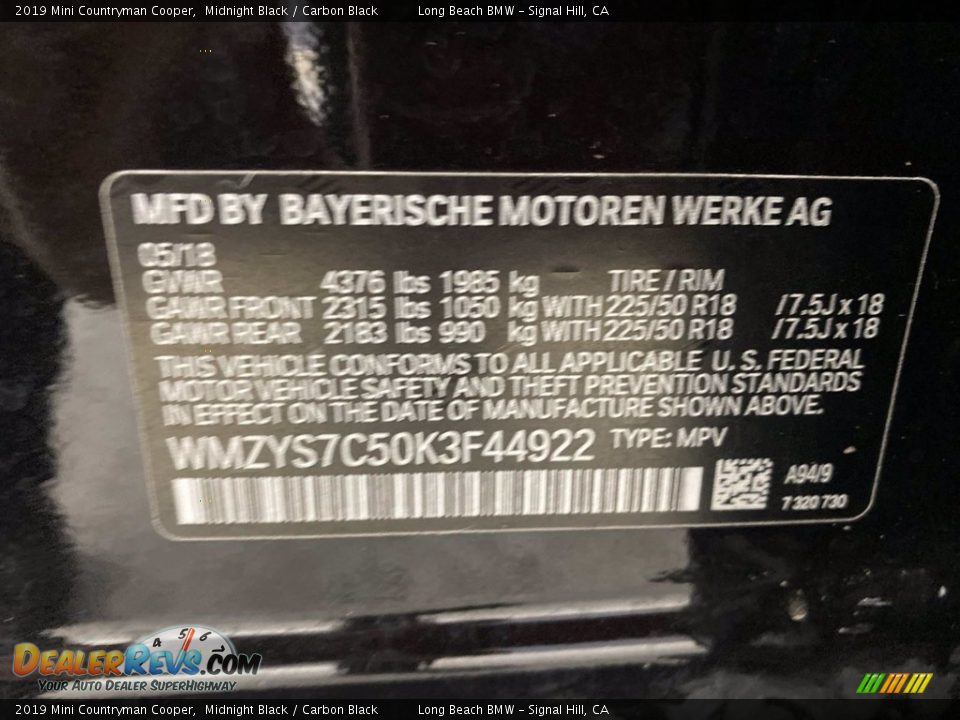 2019 Mini Countryman Cooper, Midnight Black / Carbon Black Long Beach BMW - Signal Hill, CA
MFD BY BAYERISCHE MOTOREN WERKE AG
05/18
GVWR 4376 lbs 1985 kg TIRE / RIM
GAWR FRONT 2315 lbs 1050 kg WITH 225/50 R18 / 7.5J x 18
GAWR REAR 2183 lbs 990 kg WITH 225/50 R18 / 7.5J x 18
THIS VEHICLE CONFORMS TO ALL APPLICABLE U. S. FEDERAL
MOTOR VEHICLE SAFETY AND THEFT PREVENTION STANDARDS
IN EFFECT ON THE DATE OF MANUFACTURE SHOWN ABOVE.
WMZYS7C50K3F44922 TYPE: MPV
A94/9
7 320 730
4 5 6
DEALERREVS.COM
YOUR AUTO DEALER SUPERHIGHWAY
2019 Mini Countryman Cooper, Midnight Black / Carbon Black Long Beach BMW - Signal Hill, CA